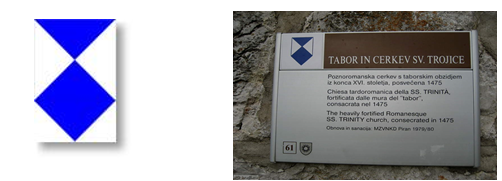 TABOR IN CERKEV SV. TROJICE
Poznoromanska cerkev s taborskim obzidjem
iz konca XVI. stoletja, posvečena 1475
Chiesa tardoromanica della SS. TRINITÀ,
fortificata dalle mura del "tabor",
consacrata nel 1475
The heavily fortified Romanesque
SS. TRINITY church, consecrated in 1475
Obnova in sanacija: MZVNKD Piran 1979/80
61